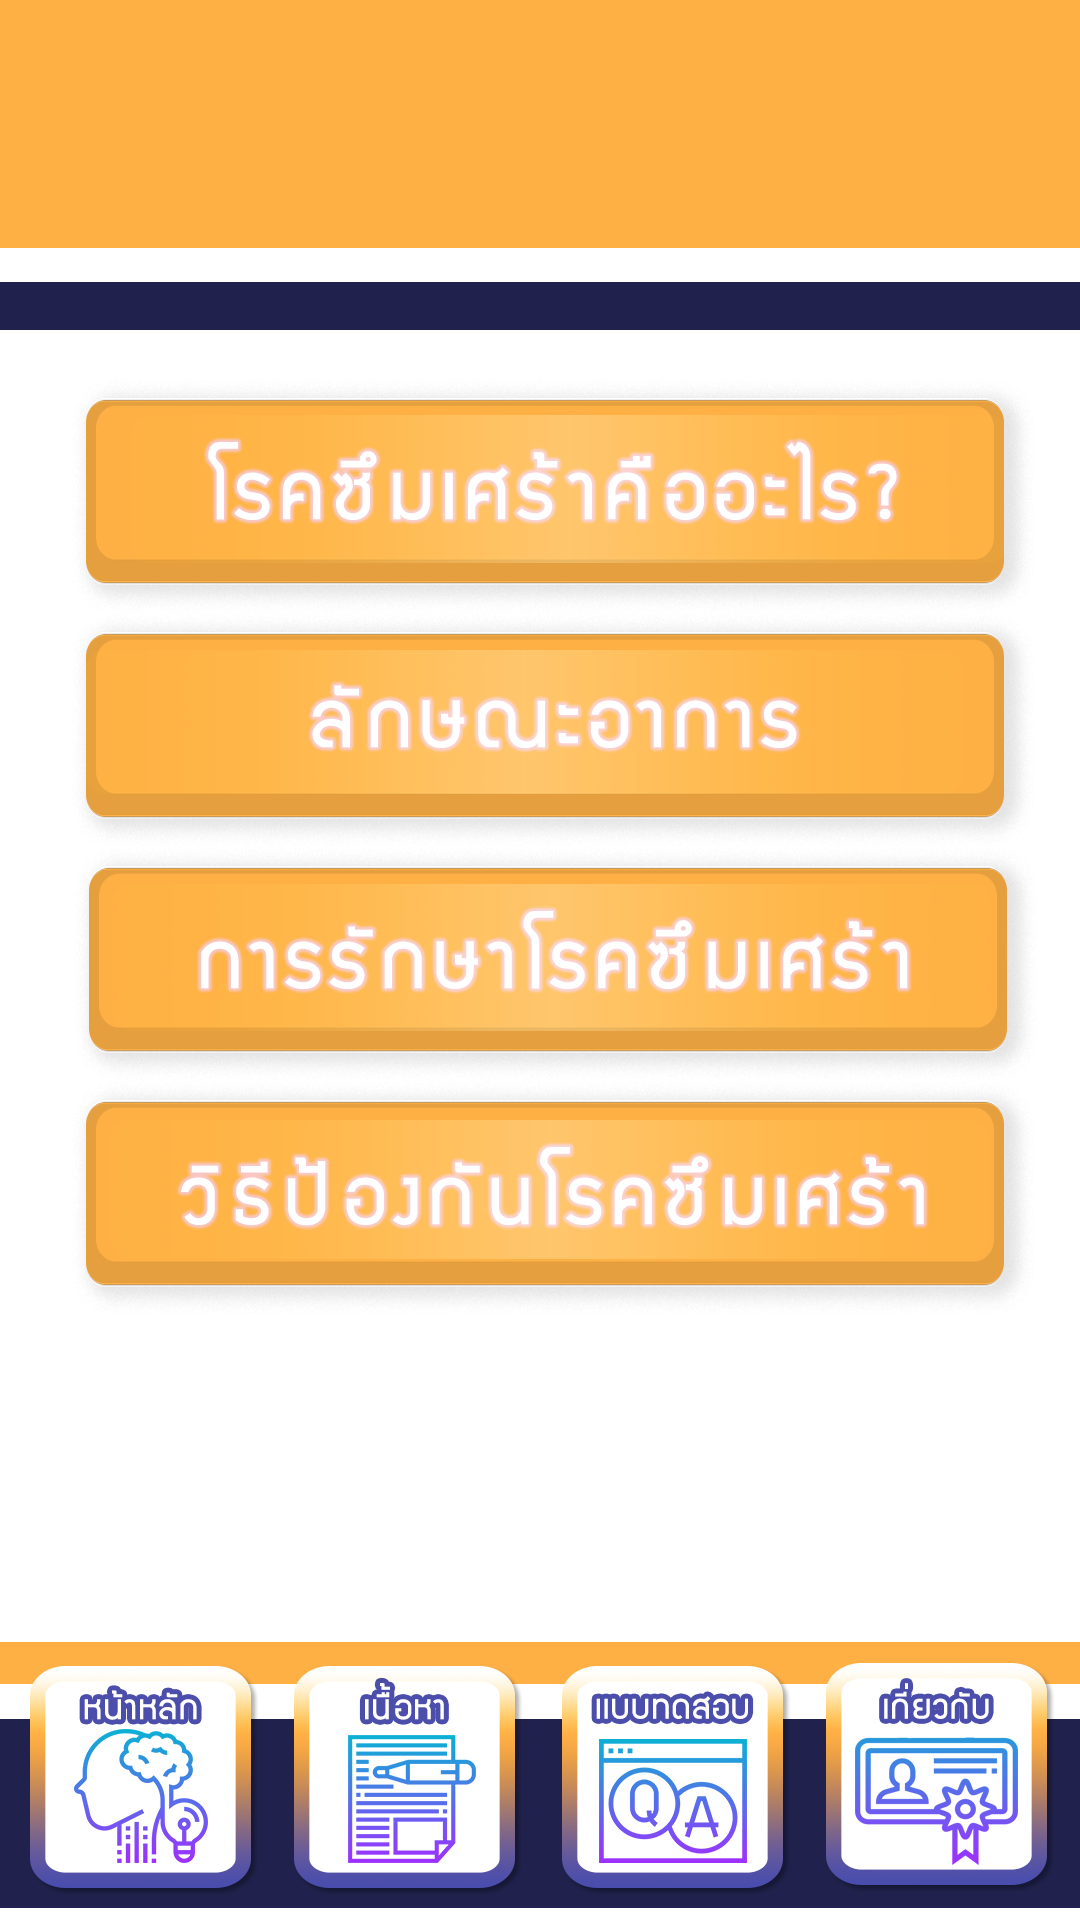 โรคซึมเศร้าคืออะไร?
ลักษณะอาการ
การรักษาโรคซึมเศร้า
วิธีป้องกันโรคซึมเศร้า
หน้าหลัก
เนื้อหา
แบบทดสอบ
เกี่ยวกับ
Q A